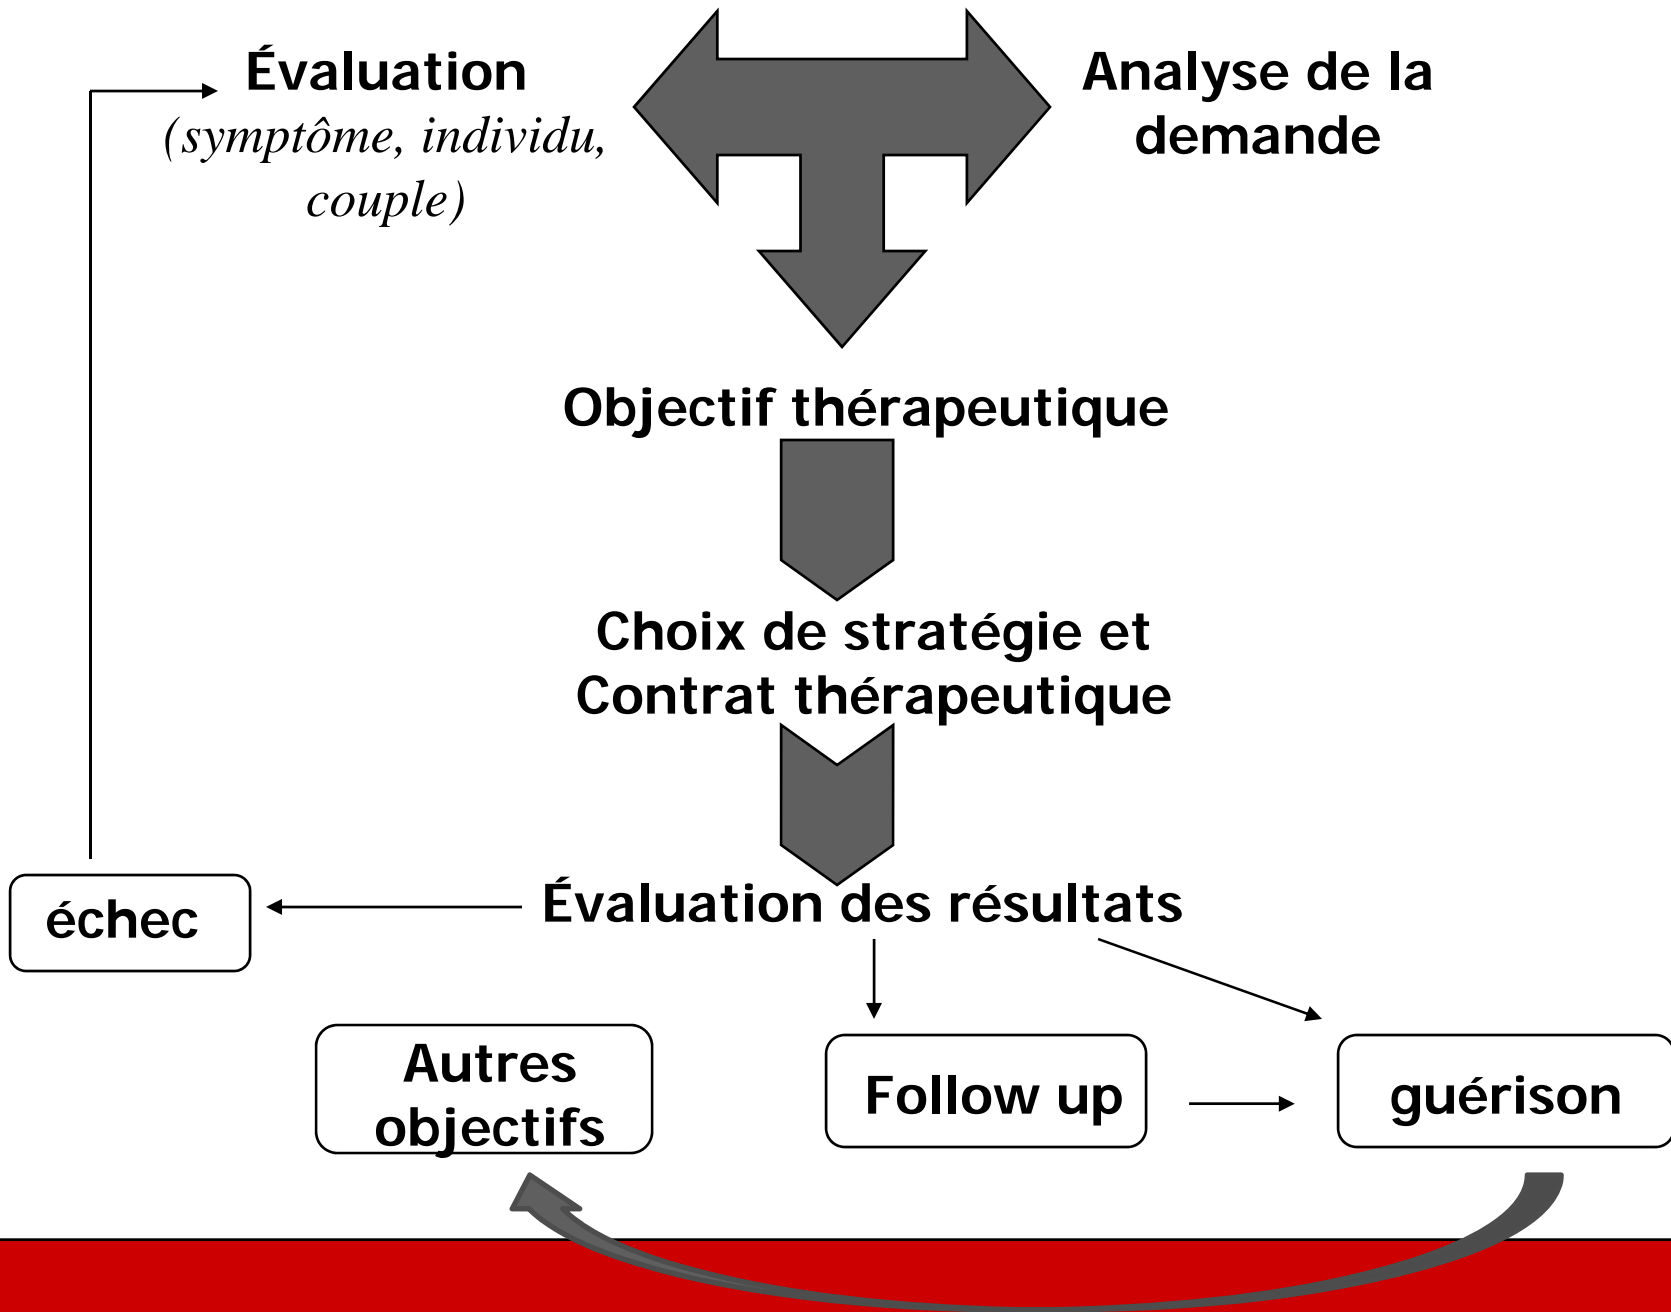 Évaluation
(symptôme, individu,
couple)
Analyse de la
demande
Objectif thérapeutique
Choix de stratégie et
Contrat thérapeutique
Évaluation des résultats
échec
Autres
objectifs
Follow up
guérison